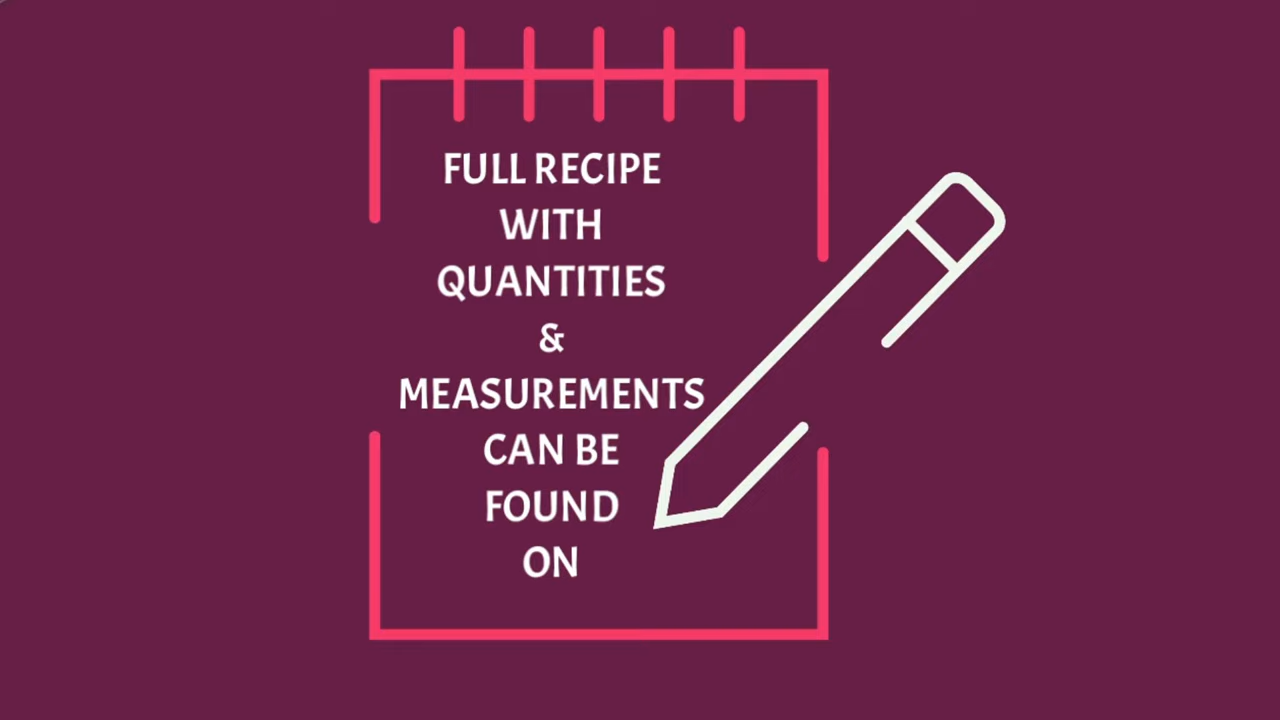 FULL RECIPE
WITH
QUANTITIES
&
MEASUREMENTS
CAN BE
FOUND
ON